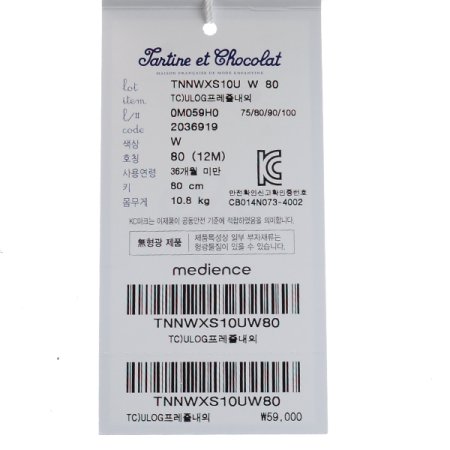 Tartine et Chocolat
MAISON FRANÇAISE DE MODE ENFANTINE
lot TNNWXS10U W 80
item TC)ULOG프레즐내의
l/# 0M059H0 75/80/90/100
code 2036919
색상 W
호칭 80 (12M)
사용연령 36개월 미만
키 80 cm
몸무게 10.8 kg
안전확인신고확인증번호
CB014N073-4002
KC마크는 이제품이 공통안전 기준에 적합하였음을 의미합니다.
無형광 제품
제품특성상 일부 부자재류는
형광물질이 있을 수 있습니다.
medience
TNNWXS10UW80
TC)ULOG프레즐내의
TNNWXS10UW80
TC)ULOG프레즐내의 ₩59,000